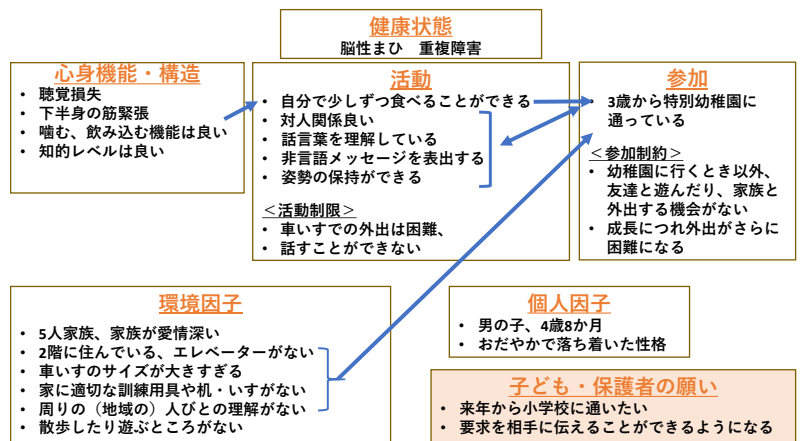 健康状態
脳性まひ　重複障害
心身機能・構造
• 聴覚損失
• 下半身の筋緊張
• 噛む、飲み込む機能は良い
• 知的レベルは良い
活動
• 自分で少しずつ食べることができる
• 対人関係良い
• 話言葉を理解している
• 非言語メッセージを表出する
• 姿勢の保持ができる
＜活動制限＞
• 車いすでの外出は困難、
• 話すことができない
参加
• 3歳から特別幼稚園に
通っている
＜参加制約＞
• 幼稚園に行くとき以外、
友達と遊んだり、家族と
外出する機会がない
• 成長につれ外出がさらに
困難になる
環境因子
• 5人家族、家族が愛情深い
• 2階に住んでいる、エレベーターがない
• 車いすのサイズが大きすぎる
• 家に適切な訓練用具や机・いすがない
• 周りの（地域の）人びとの理解がない
• 散歩したり遊ぶところがない
個人因子
• 男の子、4歳8か月
• おだやかで落ち着いた性格
子ども・保護者の願い
• 来年から小学校に通いたい
• 要求を相手に伝えることができるようになる